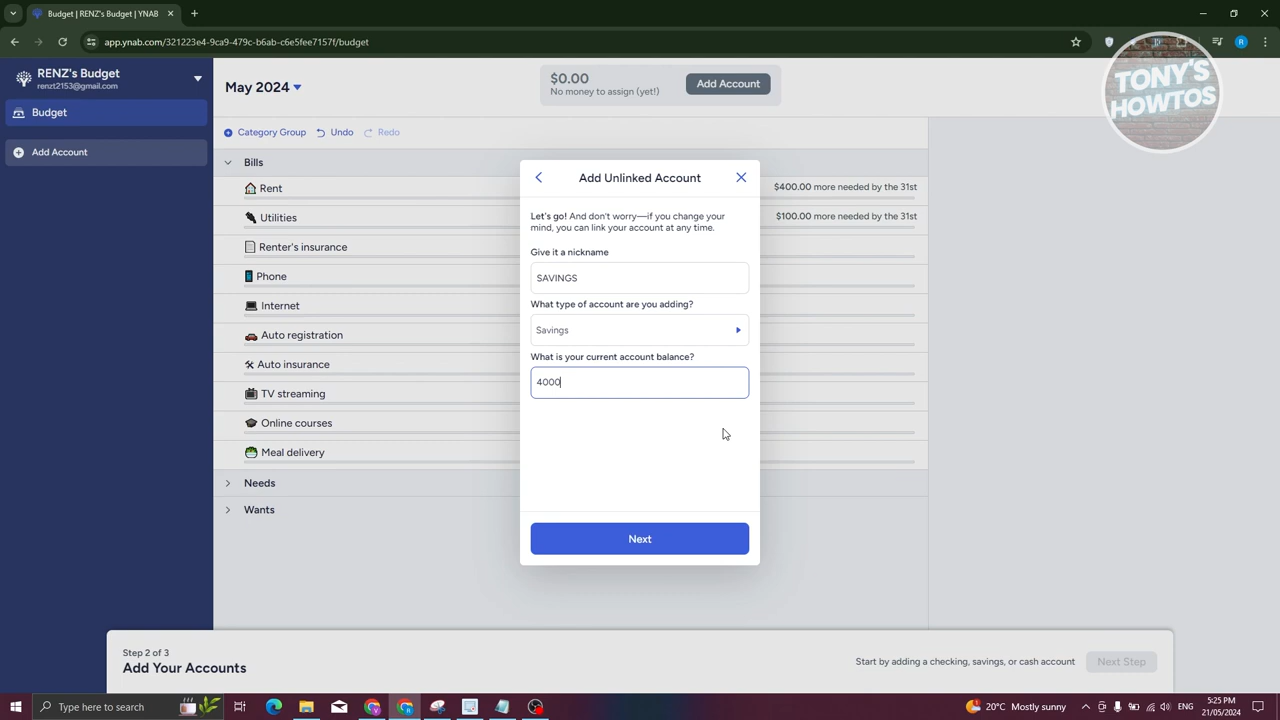 Budget | RENZ's Budget | YNAB
app.ynab.com/321223e4-9ca9-479c-b6ab-c6e5fee7157f/budget
R
RENZ's Budget
renzt2153@gmail.com
Budget
Add Account
May 2024
$0.00
No money to assign (yet!)
Add Account
TONY'S
HOWTOS
Category Group
Undo
Redo
Bills
Rent
$400.00 more needed by the 31st
Utilities
$100.00 more needed by the 31st
Renter's insurance
Phone
Internet
Auto registration
Auto insurance
TV streaming
Online courses
Meal delivery
Needs
Wants
Add Unlinked Account
Let's go! And don't worry—if you change your
mind, you can link your account at any time.
Give it a nickname
SAVINGS
What type of account are you adding?
Savings
What is your current account balance?
4000
Next
Step 2 of 3
Add Your Accounts
Start by adding a checking, savings, or cash account
Next Step
Type here to search
20°C Mostly sunny
5:25 PM
21/05/2024